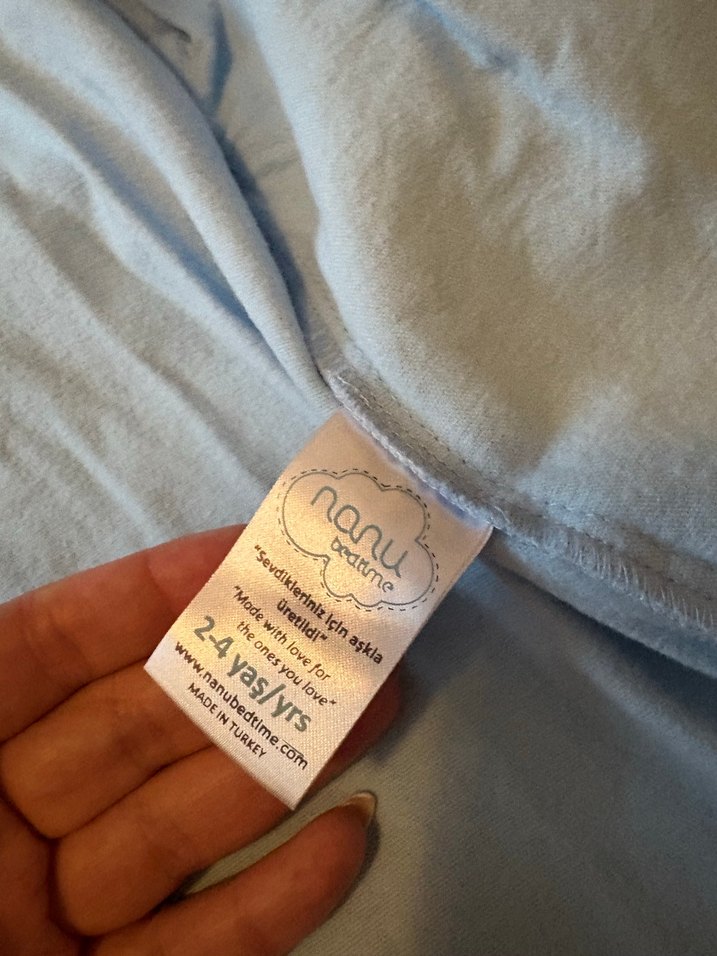 nanu
bedtime
"Sevdikleriniz için aşkla
üretildi"
"Made with love for
the ones you love"
2-4 yaş/yrs
www.nanubedtime.com
MADE IN TURKEY